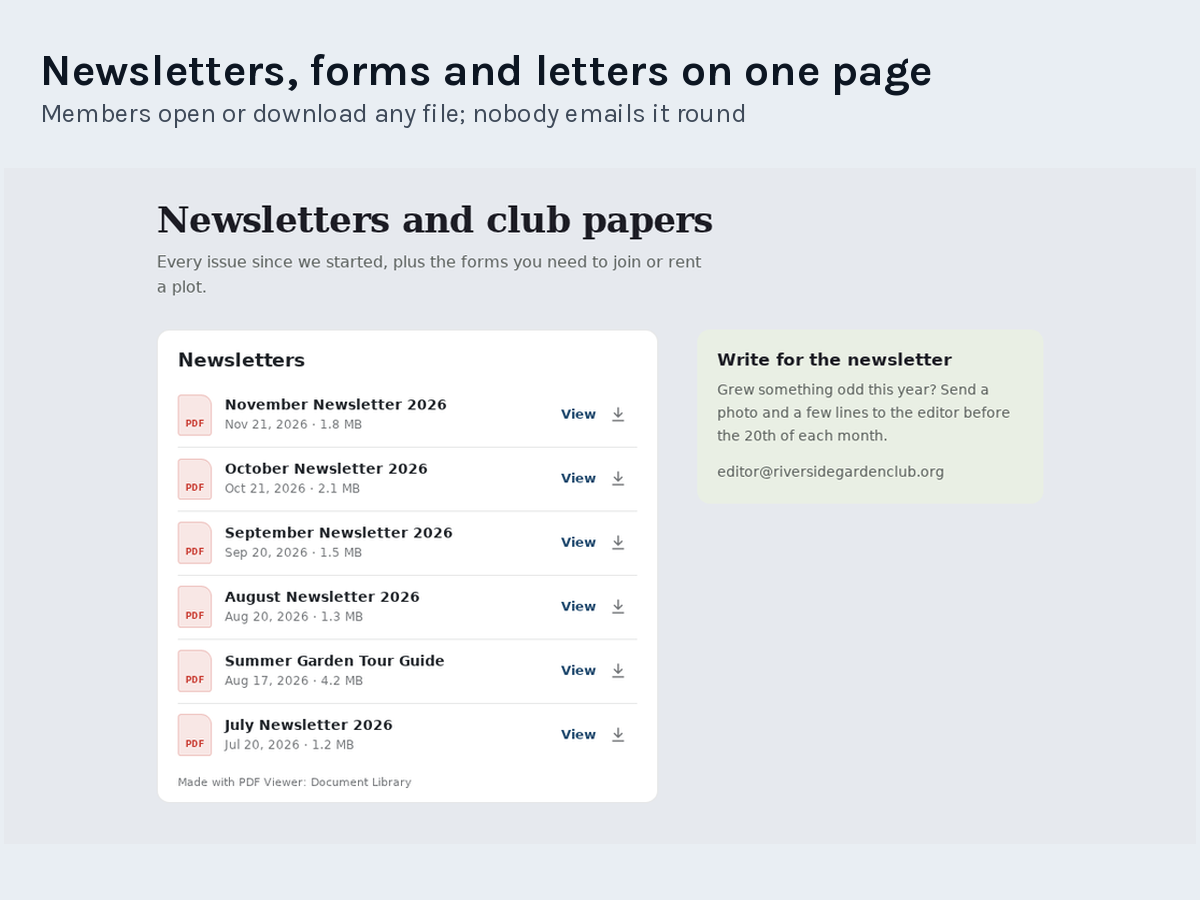 Newsletters, forms and letters on one page
Members open or download any file; nobody emails it round
Newsletters and club papers
Every issue since we started, plus the forms you need to join or rent
a plot.
Newsletters
PDF
November Newsletter 2026
Nov 21, 2026 · 1.8 MB
View
PDF
October Newsletter 2026
Oct 21, 2026 · 2.1 MB
View
PDF
September Newsletter 2026
Sep 20, 2026 · 1.5 MB
View
PDF
August Newsletter 2026
Aug 20, 2026 · 1.3 MB
View
PDF
Summer Garden Tour Guide
Aug 17, 2026 · 4.2 MB
View
PDF
July Newsletter 2026
Jul 20, 2026 · 1.2 MB
View
Made with PDF Viewer: Document Library
Write for the newsletter
Grew something odd this year? Send a
photo and a few lines to the editor before
the 20th of each month.
editor@riversidegardenclub.org